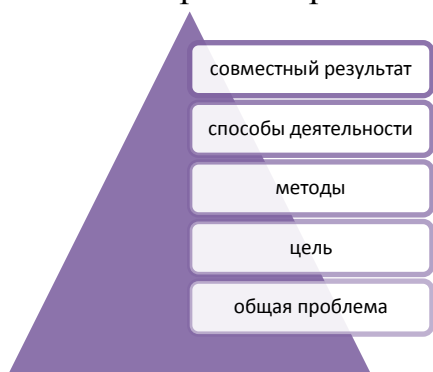 совместный результат
способы деятельности
методы
цель
общая проблема